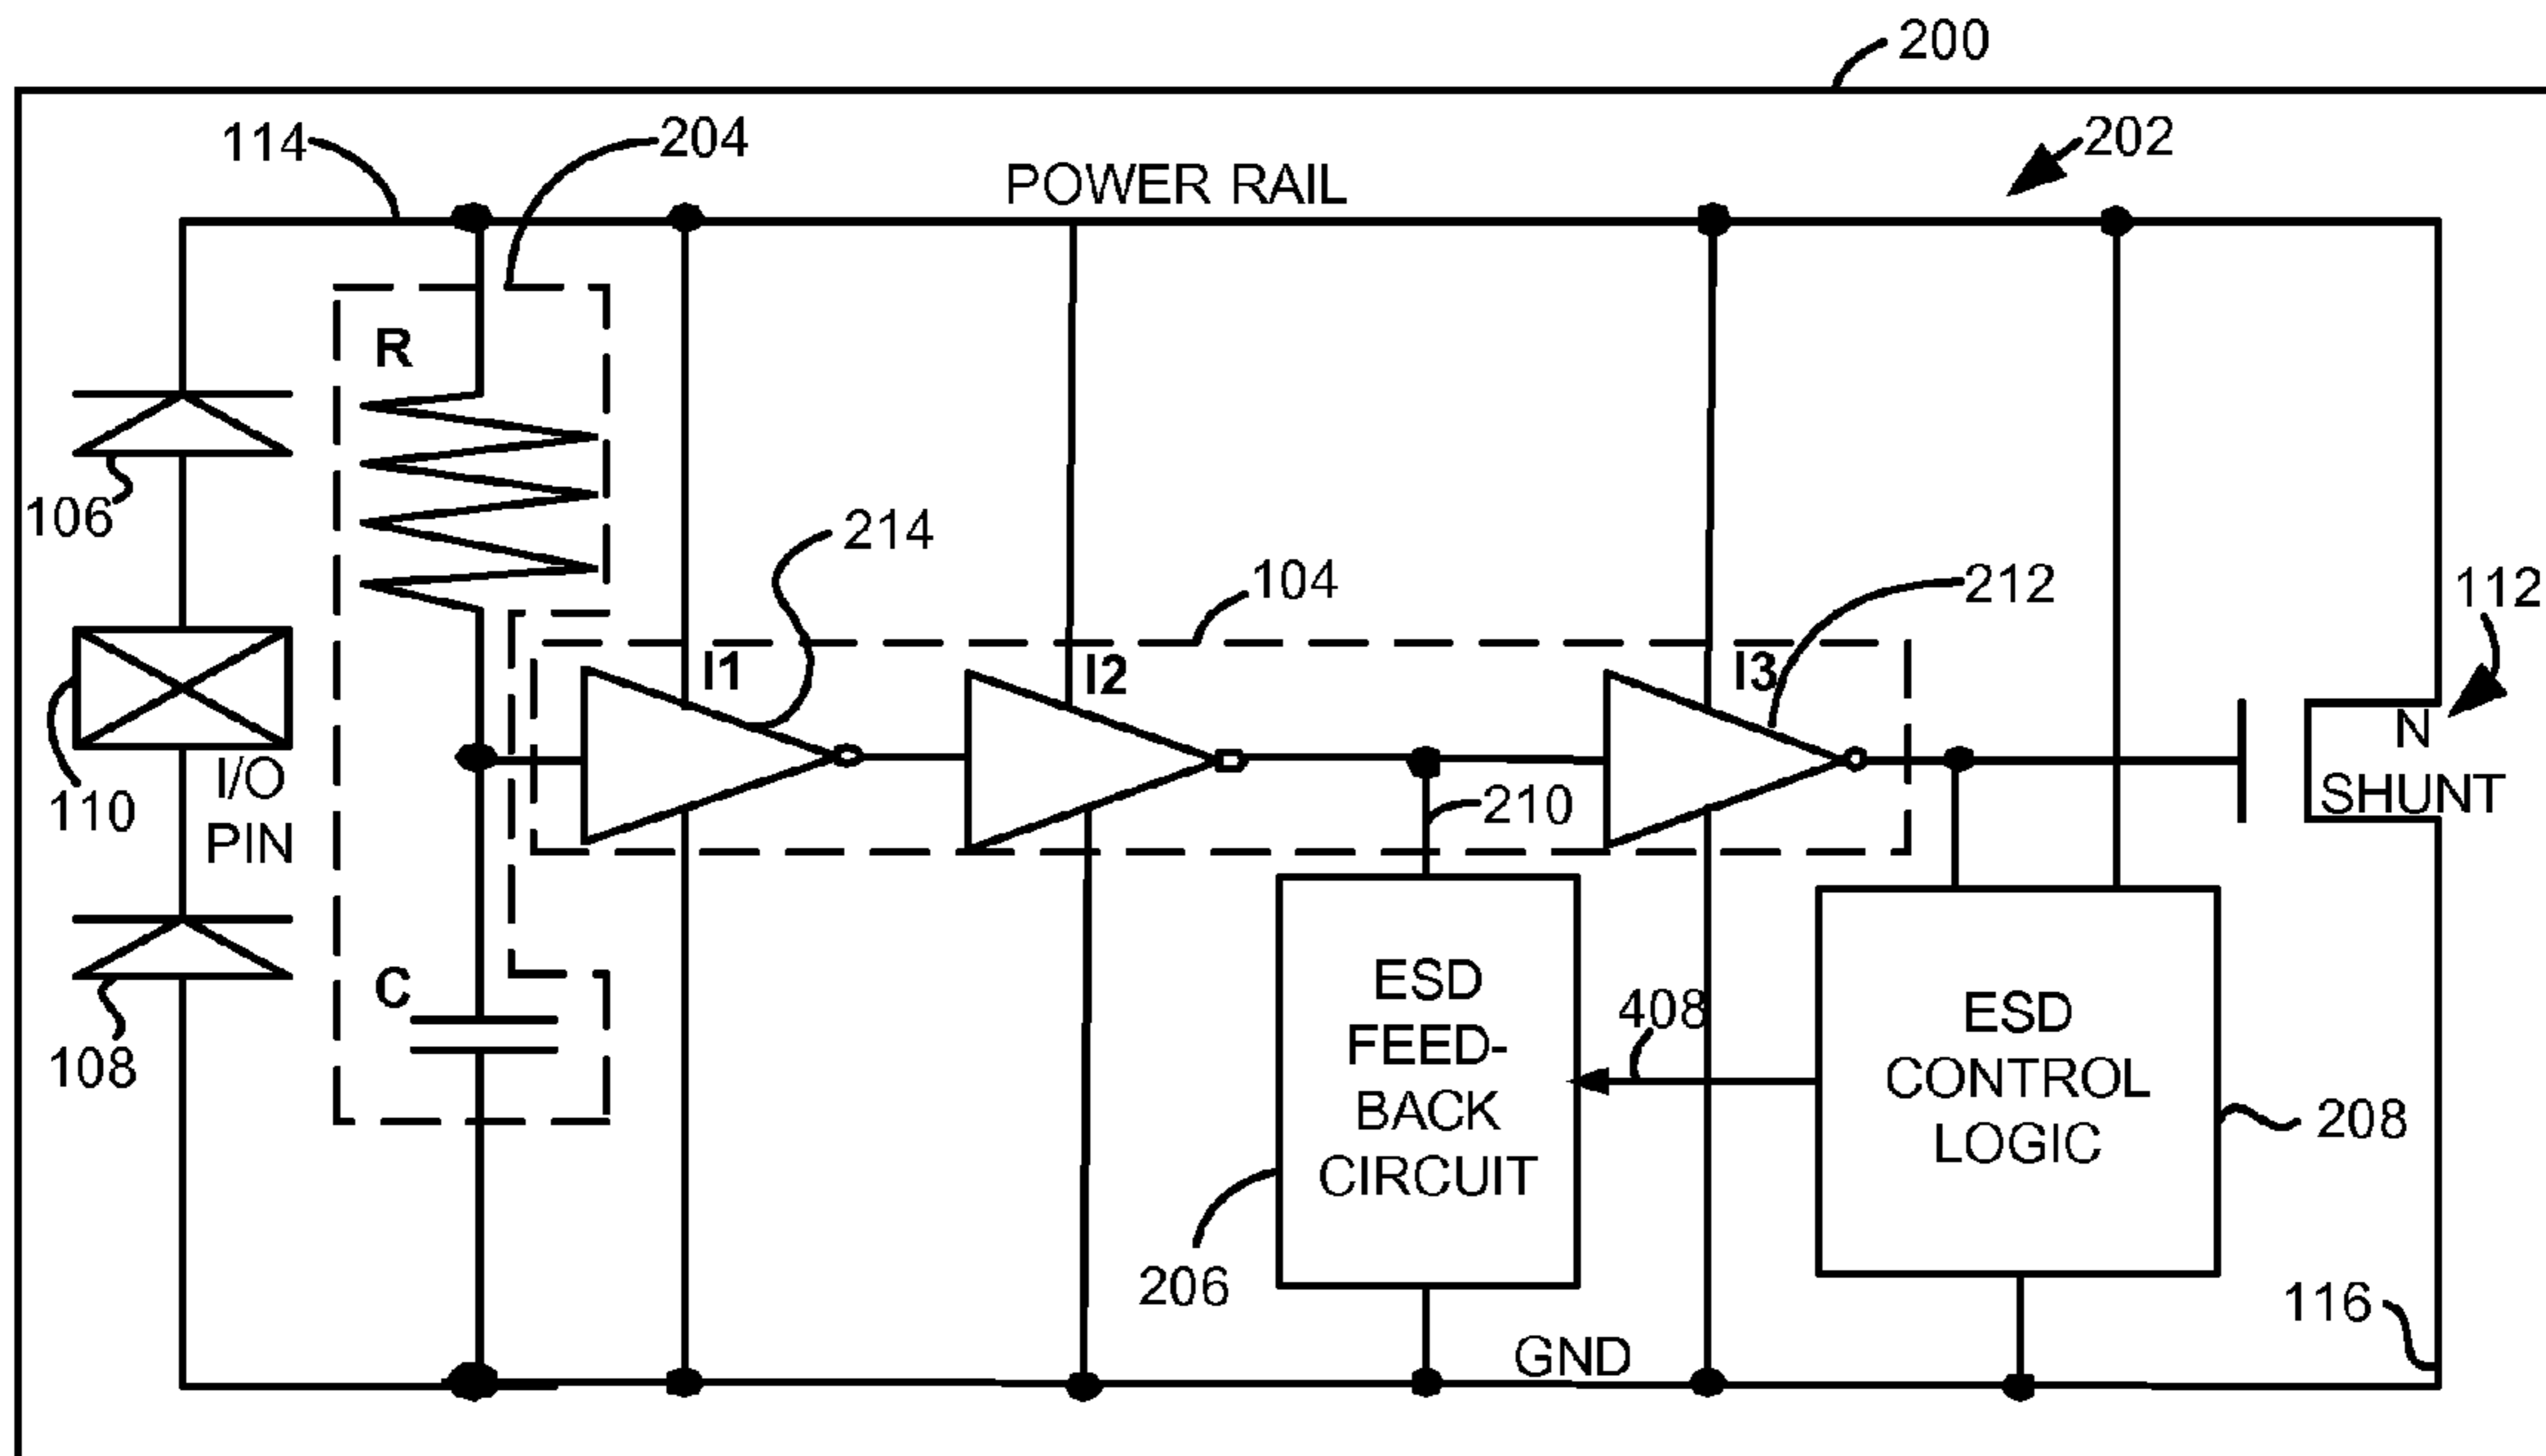 200
114
204
202
POWER RAIL
R
106
214
104
212
112
I1
I2
I3
N
SHUNT
110
I/O
PIN
210
C
108
ESD
FEED-
BACK
CIRCUIT
408
ESD
CONTROL
LOGIC
208
206
GND
116